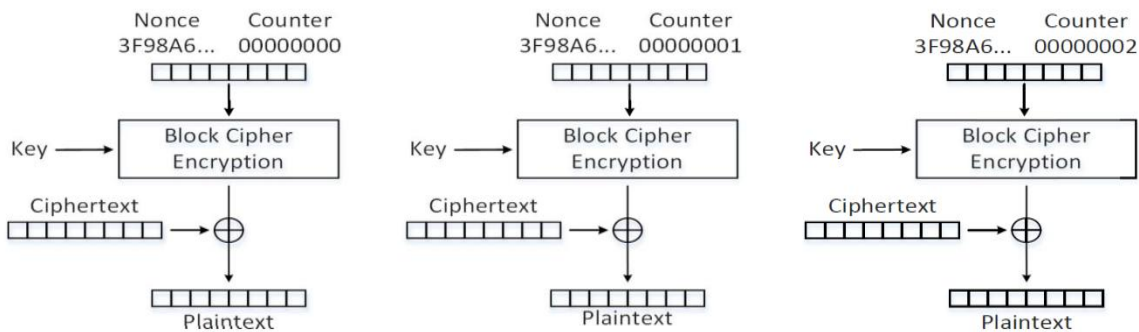 Nonce Counter
3F98A6... 00000000
Block Cipher
Encryption
Key
Ciphertext
Plaintext
Nonce Counter
3F98A6... 00000001
Block Cipher
Encryption
Key
Ciphertext
Plaintext
Nonce Counter
3F98A6... 00000002
Block Cipher
Encryption
Key
Ciphertext
Plaintext